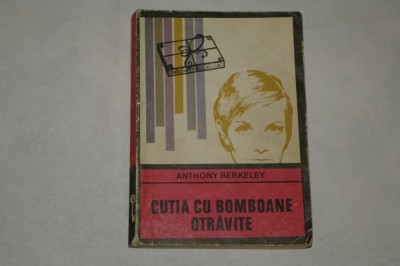 ANTHONY BERKELEY
CUTIA CU BOMBOANE
OTRĂVITE